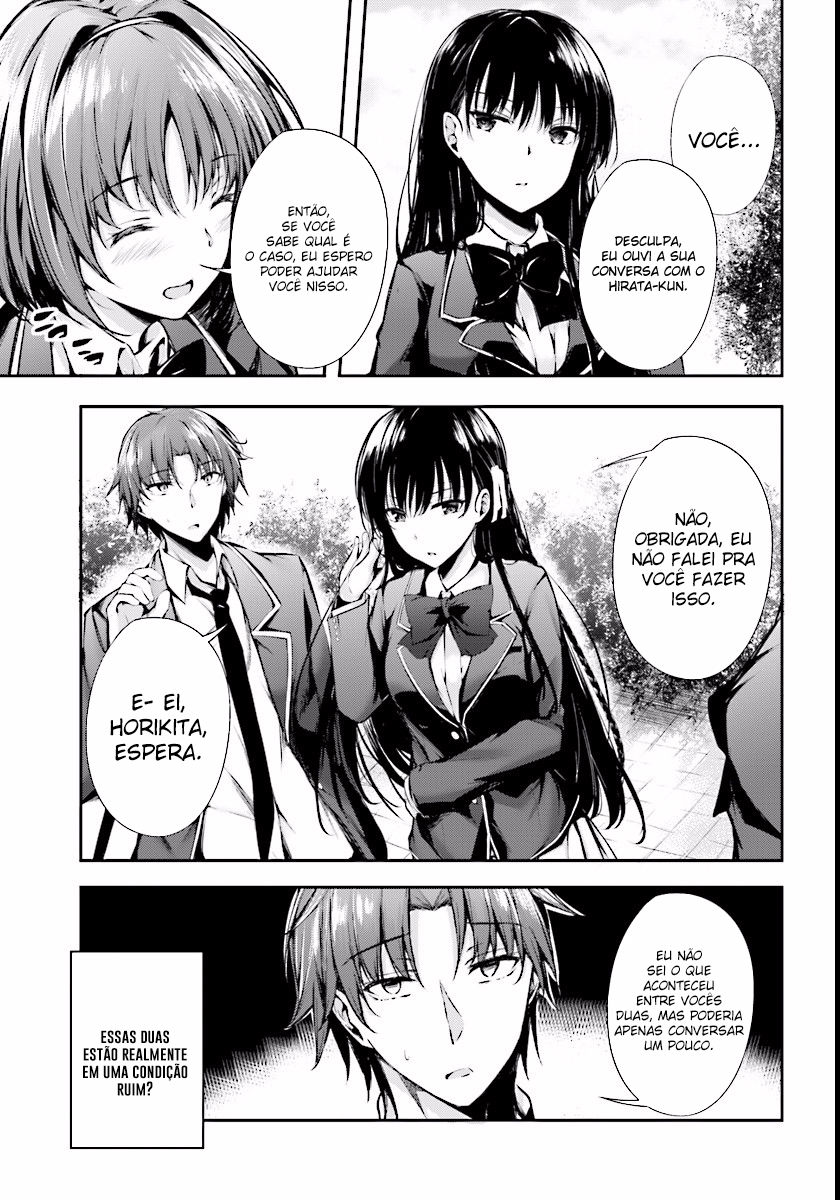 VOCÊ...
DESCULPA,
EU OUVI A SUA
CONVERSA COM O
HIRATA-KUN.
ENTÃO,
SE VOCÊ
SABE QUAL É
O CASO, EU ESPERO
PODER AJUDAR
VOCÊ NISSO.
NÃO,
OBRIGADA, EU
NÃO FALEI PRA
VOCÊ FAZER
ISSO.
E- EI,
HORIKITA,
ESPERA.
EU NÃO
SEI O QUE
ACONTECEU
ENTRE VOCÊS
DUAS, MAS PODERIA
APENAS CONVERSAR
UM POUCO.
ESSAS DUAS
ESTÃO REALMENTE
EM UMA CONDIÇÃO
RUIM?